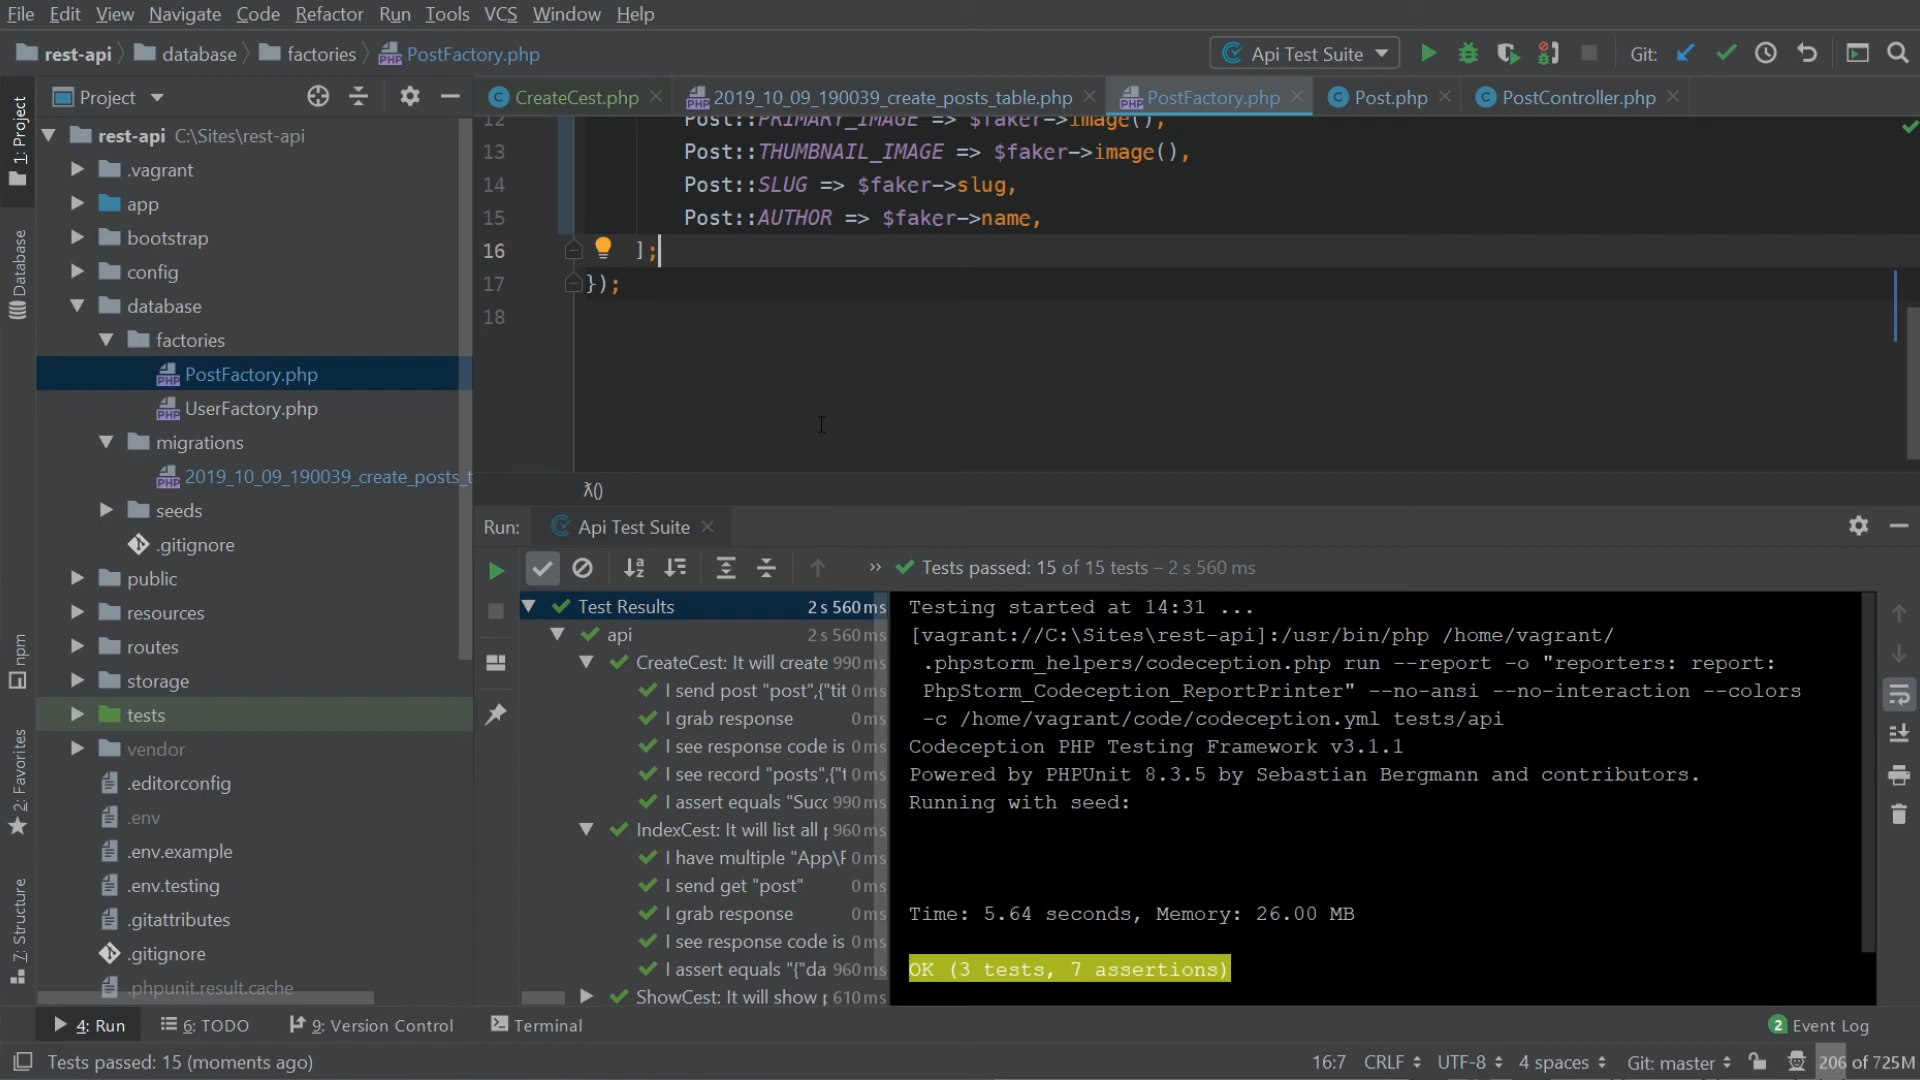 File Edit View Navigate Code Refactor Run Tools VCS Window Help
rest-api database factories PostFactory.php Api Test Suite Git:
1: Project
Database
npm
2: Favorites
7: Structure
Project
rest-api C:\Sites\rest-api
.vagrant
app
bootstrap
config
database
factories
PostFactory.php
UserFactory.php
migrations
2019_10_09_190039_create_posts_t
seeds
.gitignore
public
resources
routes
storage
tests
vendor
.editorconfig
.env
.env.example
.env.testing
.gitattributes
.gitignore
.phpunit.result.cache
CreateCest.php 2019_10_09_190039_create_posts_table.php PostFactory.php Post.php PostController.php
12 Post::PRIMARY_IMAGE => $faker->image(),
13 Post::THUMBNAIL_IMAGE => $faker->image(),
14 Post::SLUG => $faker->slug,
15 Post::AUTHOR => $faker->name,
16 ];
17 });
18
λ()
Run: Api Test Suite
Tests passed: 15 of 15 tests – 2 s 560 ms
Test Results 2 s 560 ms
api 2 s 560 ms
CreateCest: It will create 990 ms
I send post "post",{"tit 0 ms
I grab response 0 ms
I see response code is 0 ms
I see record "posts",{"t 0 ms
I assert equals "Succ 990 ms
IndexCest: It will list all p 960 ms
I have multiple "App\P 0 ms
I send get "post" 0 ms
I grab response 0 ms
I see response code is 0 ms
I assert equals "{"da 960 ms
ShowCest: It will show p 610 ms
Testing started at 14:31 ...
[vagrant://C:\Sites\rest-api]:/usr/bin/php /home/vagrant/
.phpstorm_helpers/codeception.php run --report -o "reporters: report:
PhpStorm_Codeception_ReportPrinter" --no-ansi --no-interaction --colors
-c /home/vagrant/code/codeception.yml tests/api
Codeception PHP Testing Framework v3.1.1
Powered by PHPUnit 8.3.5 by Sebastian Bergmann and contributors.
Running with seed:
Time: 5.64 seconds, Memory: 26.00 MB
OK (3 tests, 7 assertions)
4: Run 6: TODO 9: Version Control Terminal 2 Event Log
Tests passed: 15 (moments ago) 16:7 CRLF UTF-8 4 spaces Git: master 206 of 725M